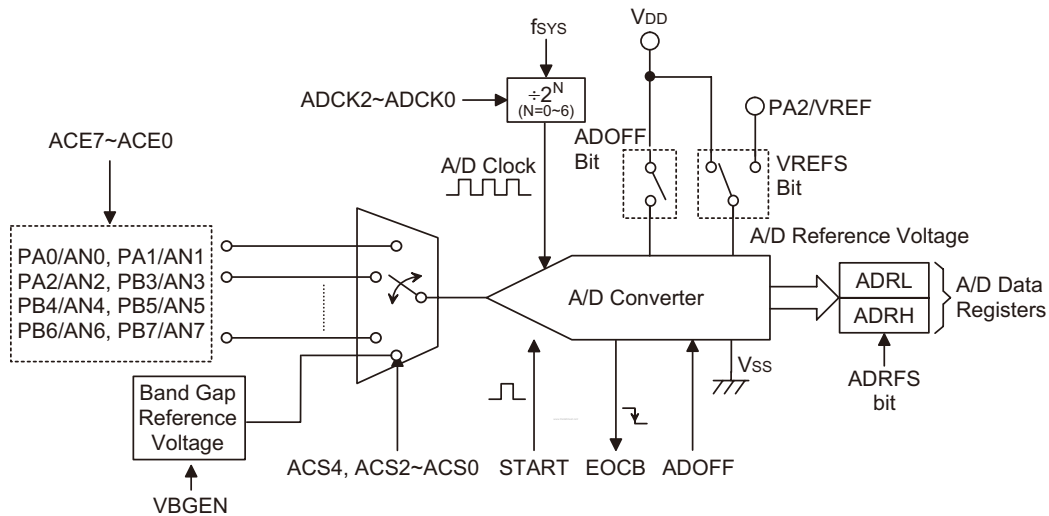 fSYS
VDD
÷2N
(N=0~6)
ADCK2~ADCK0
PA2/VREF
ADOFF
Bit
VREFS
Bit
ACE7~ACE0
A/D Clock
A/D Reference Voltage
PA0/AN0, PA1/AN1
PA2/AN2, PB3/AN3
PB4/AN4, PB5/AN5
PB6/AN6, PB7/AN7
A/D Converter
ADRL
ADRH
A/D Data
Registers
VSS
ADRFS
bit
Band Gap
Reference
Voltage
ACS4, ACS2~ACS0
START
EOCB
ADOFF
VBGEN